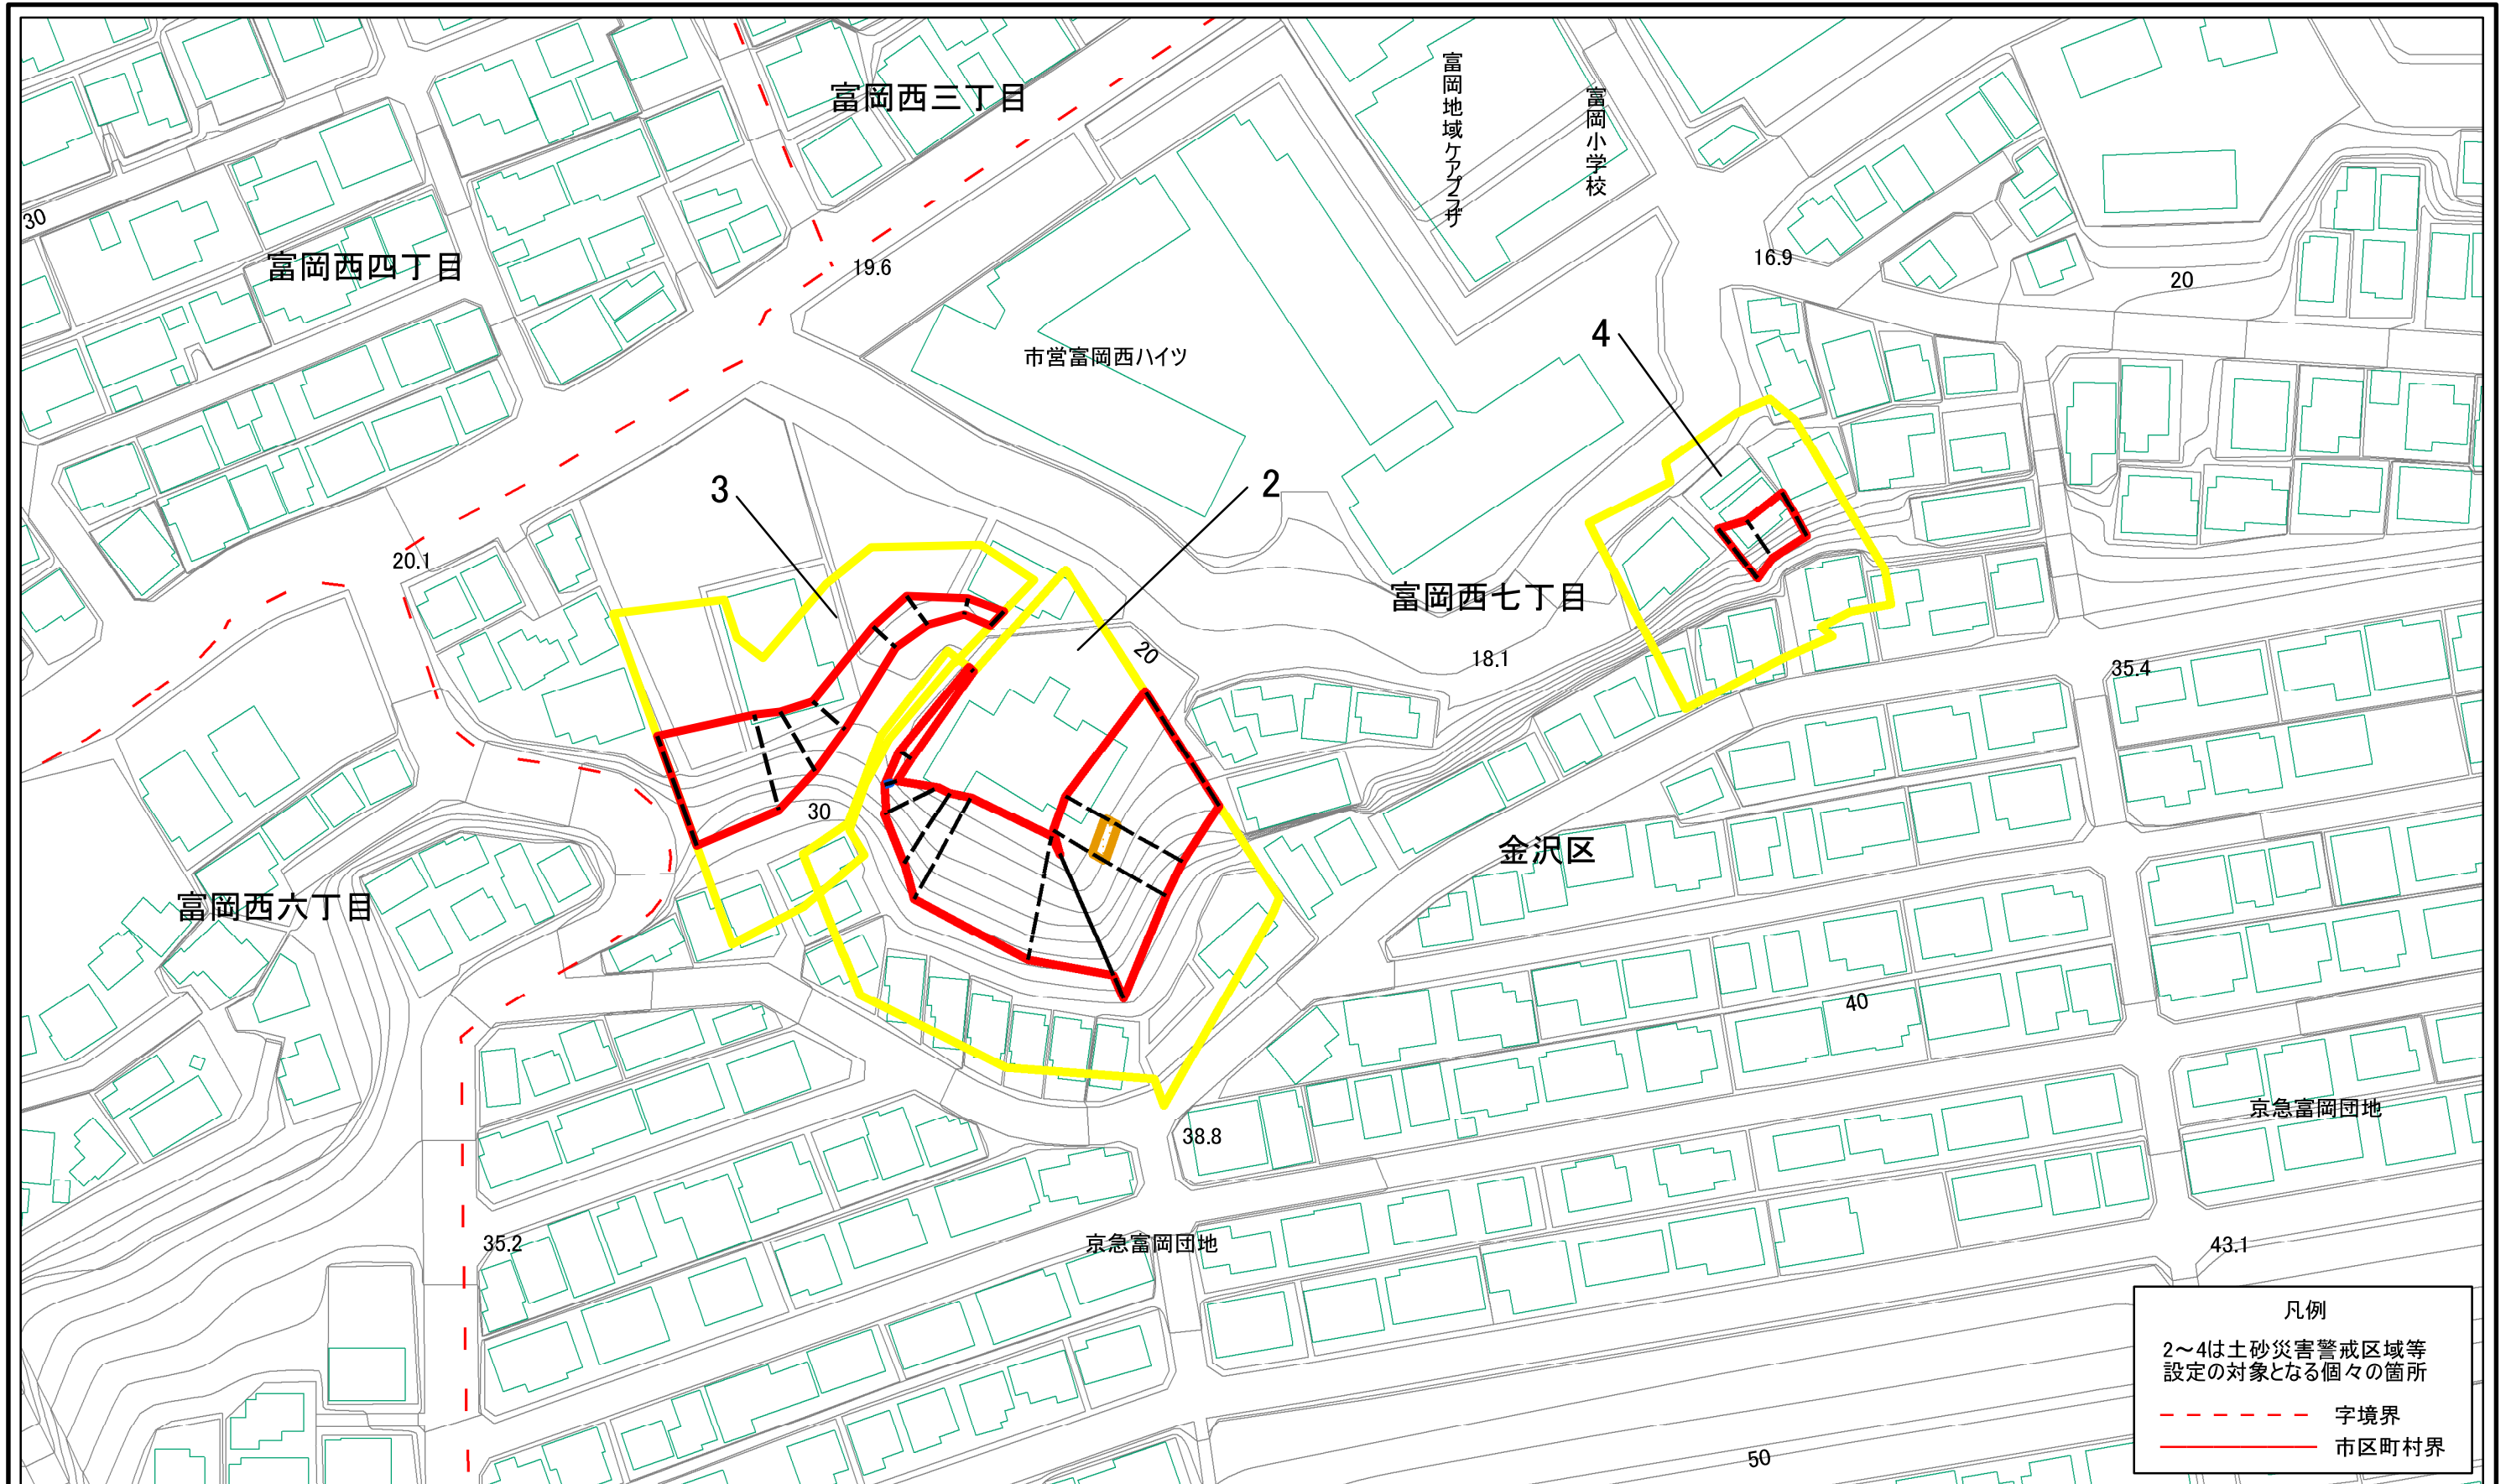 富岡西三丁目
富岡地域ケアプラザ
富岡小学校
30
富岡西四丁目
19.6
16.9
20
4
市営富岡西ハイツ
3
2
20.1
富岡西七丁目
20
18.1
35.4
30
金沢区
富岡西六丁目
40
京急富岡団地
38.8
35.2
京急富岡団地
43.1
50
凡例
2～4は土砂災害警戒区域等
設定の対象となる個々の箇所
字境界
市区町村界